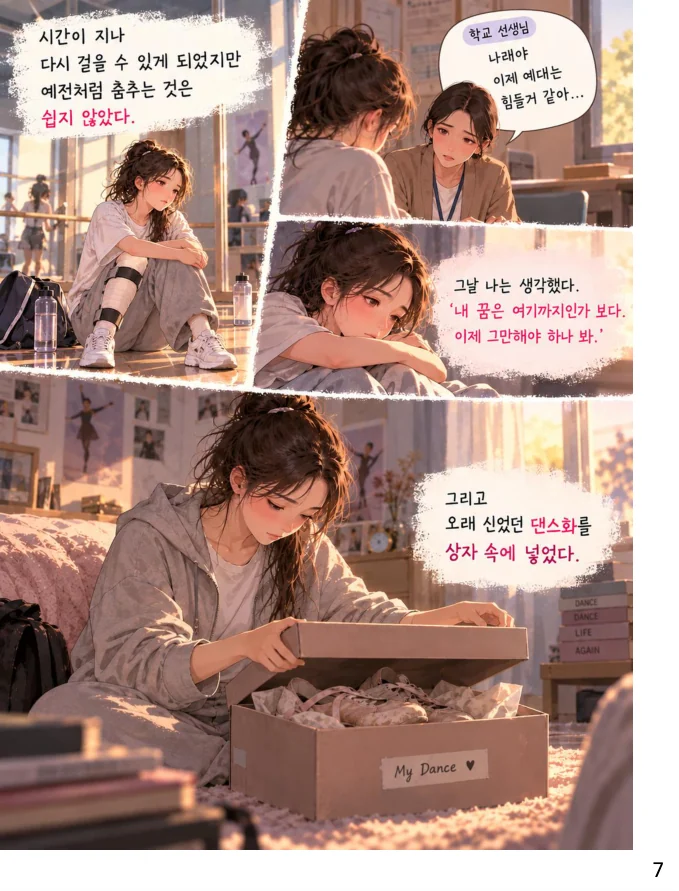 시간이 지나
다시 걸을 수 있게 되었지만
예전처럼 춤추는 것은
쉽지 않았다.
학교 선생님
나래야
이제 예대는
힘들거 같아...
그날 나는 생각했다.
'내 꿈은 여기까지인가 보다.
이제 그만해야 하나 봐.'
그리고
오래 신었던 댄스화를
상자 속에 넣었다.
DANCE
DANCE
LIFE
AGAIN
My Dance ♥
7